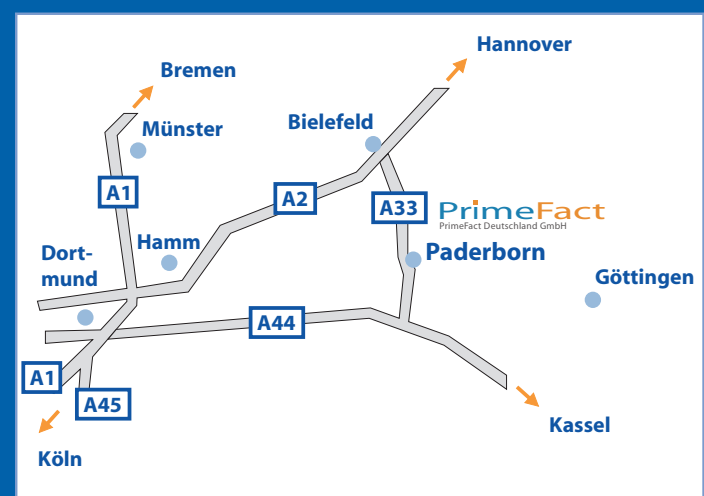 Hannover
Bremen
Münster
Bielefeld
A1
A2
A33
PrimeFact
PrimeFact Deutschland GmbH
Dort-
mund
Hamm
Paderborn
Göttingen
A44
A1
A45
Kassel
Köln